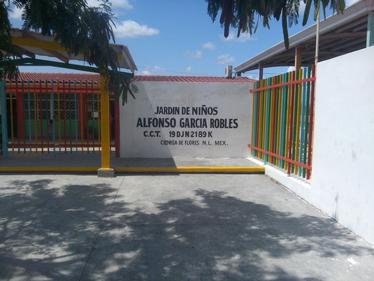 JARDIN DE NIÑOS
ALFONSO GARCIA ROBLES
C.C.T. 19DJN2189K
CIENEGA DE FLORES N.L. MEX.